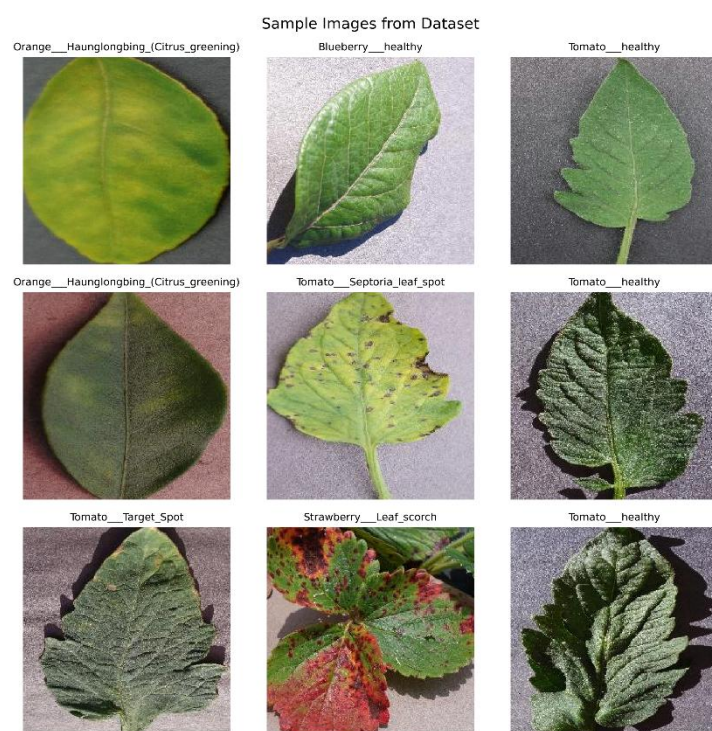 Sample Images from Dataset
Orange___Haunglongbing_(Citrus_greening)
Blueberry___healthy
Tomato___healthy
Orange___Haunglongbing_(Citrus_greening)
Tomato___Septoria_leaf_spot
Tomato___healthy
Tomato___Target_Spot
Strawberry___Leaf_scorch
Tomato___healthy